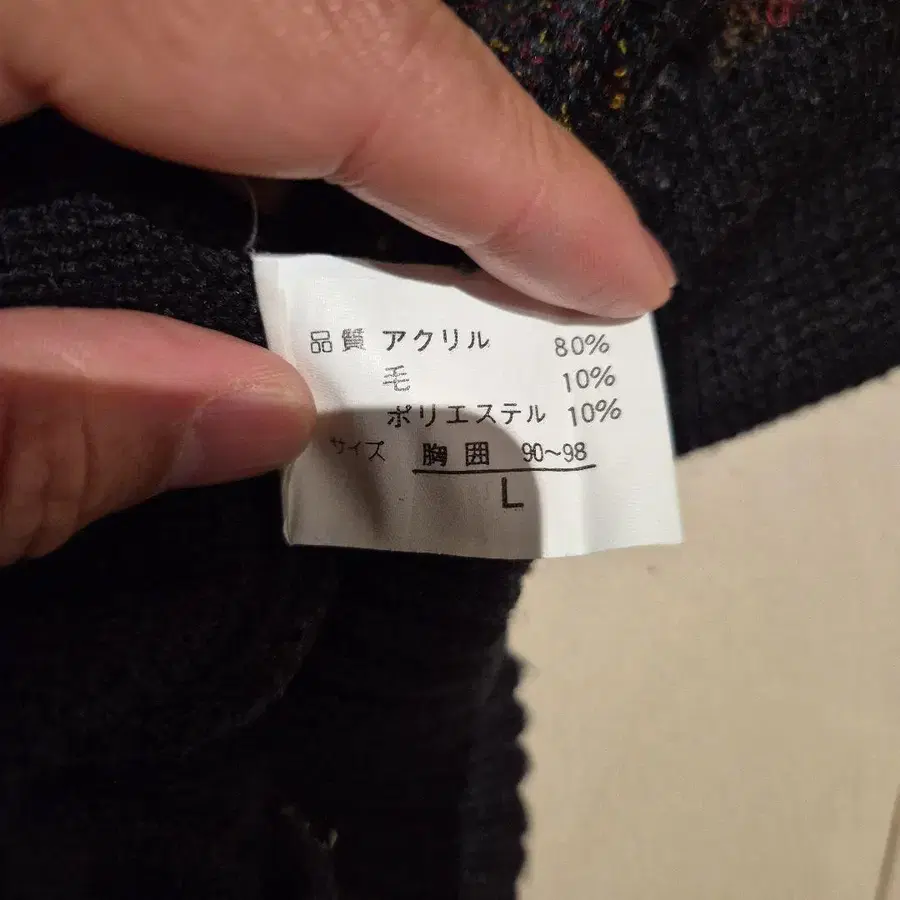 品質 アクリル 80%
毛 10%
ポリエステル 10%
サイズ 胸囲 90~98
L